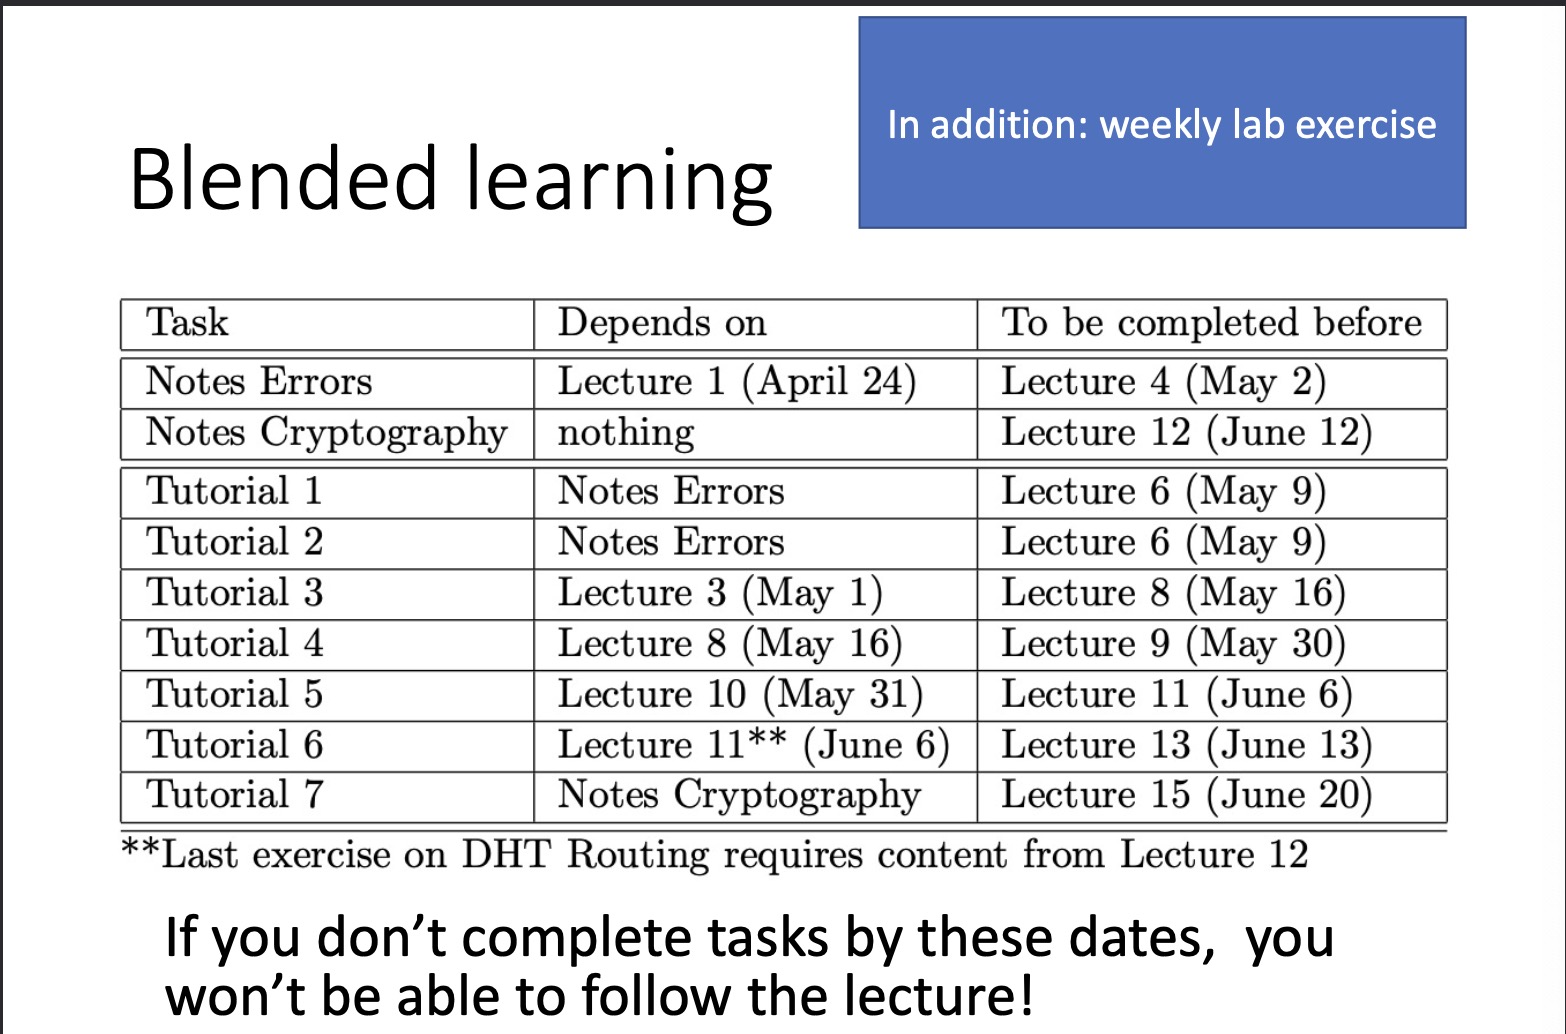 In addition: weekly lab exercise
Blended learning
Task Depends on To be completed before
Notes Errors Lecture 1 (April 24) Lecture 4 (May 2)
Notes Cryptography nothing Lecture 12 (June 12)
Tutorial 1 Notes Errors Lecture 6 (May 9)
Tutorial 2 Notes Errors Lecture 6 (May 9)
Tutorial 3 Lecture 3 (May 1) Lecture 8 (May 16)
Tutorial 4 Lecture 8 (May 16) Lecture 9 (May 30)
Tutorial 5 Lecture 10 (May 31) Lecture 11 (June 6)
Tutorial 6 Lecture 11** (June 6) Lecture 13 (June 13)
Tutorial 7 Notes Cryptography Lecture 15 (June 20)
**Last exercise on DHT Routing requires content from Lecture 12
If you don’t complete tasks by these dates,  you
won’t be able to follow the lecture!